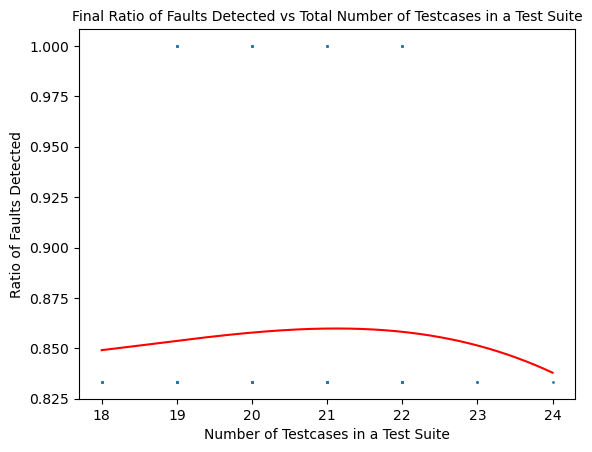 Final Ratio of Faults Detected vs Total Number of Testcases in a Test Suite
1.000
0.975
0.950
0.925
0.900
0.875
0.850
0.825
Ratio of Faults Detected
18 19 20 21 22 23 24
Number of Testcases in a Test Suite